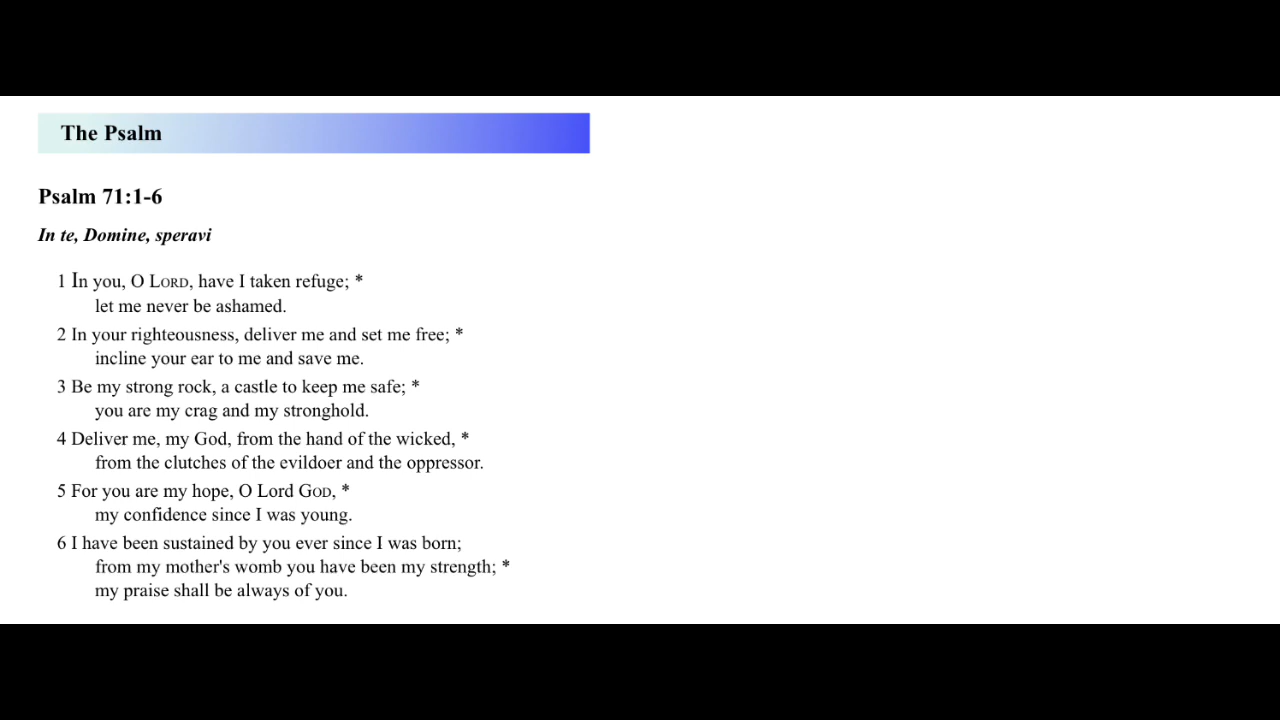 The Psalm
Psalm 71:1-6
In te, Domine, speravi
1 In you, O LORD, have I taken refuge; *
let me never be ashamed.
2 In your righteousness, deliver me and set me free; *
incline your ear to me and save me.
3 Be my strong rock, a castle to keep me safe; *
you are my crag and my stronghold.
4 Deliver me, my God, from the hand of the wicked, *
from the clutches of the evildoer and the oppressor.
5 For you are my hope, O Lord GOD, *
my confidence since I was young.
6 I have been sustained by you ever since I was born;
from my mother's womb you have been my strength; *
my praise shall be always of you.